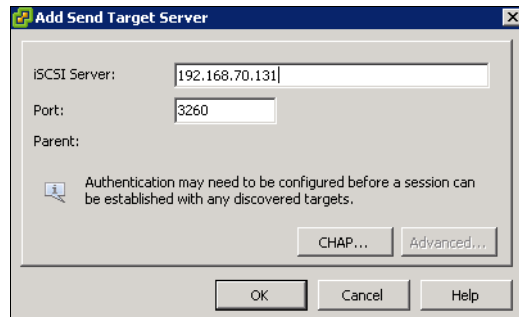 Add Send Target Server
iSCSI Server: 192.168.70.131
Port: 3260
Parent:
Authentication may need to be configured before a session can
be established with any discovered targets.
CHAP... Advanced...
OK Cancel Help